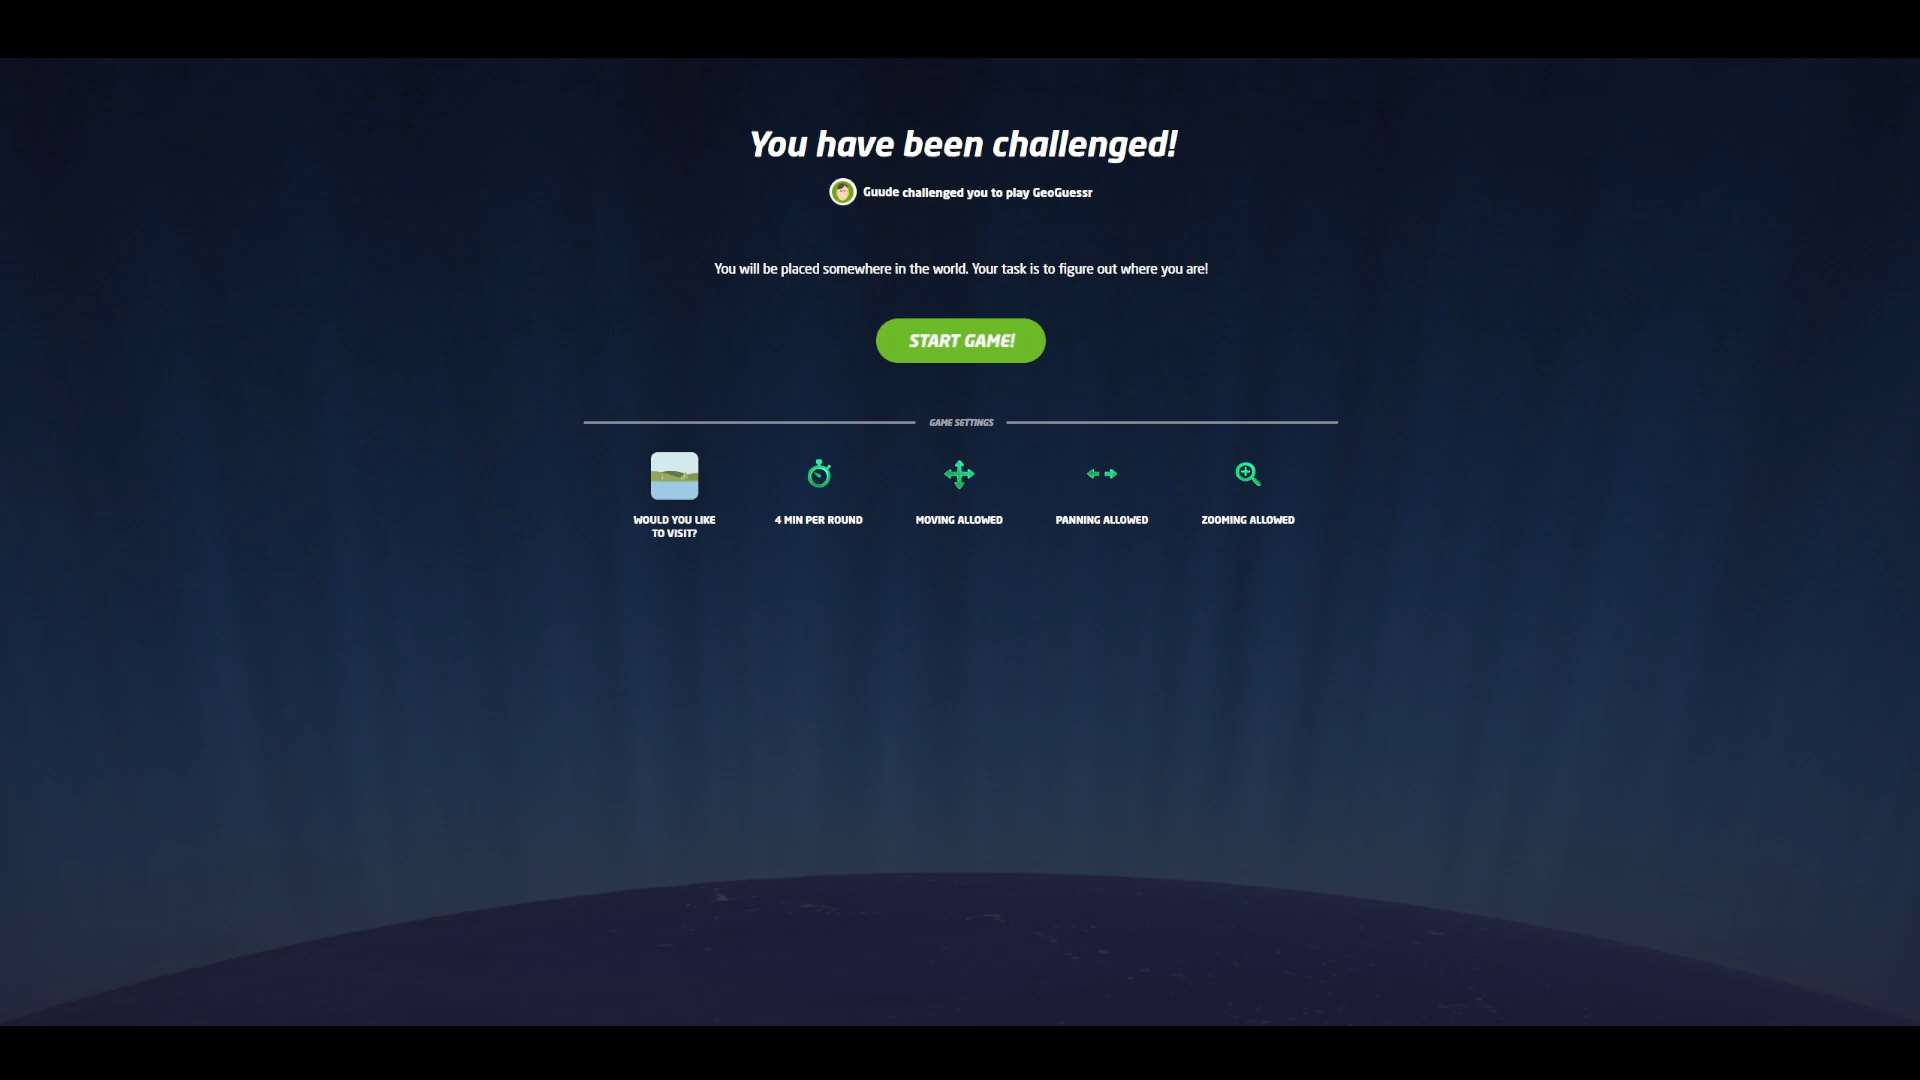 You have been challenged!
Guude challenged you to play GeoGuessr
You will be placed somewhere in the world. Your task is to figure out where you are!
START GAME!
GAME SETTINGS
WOULD YOU LIKE
TO VISIT?
4 MIN PER ROUND
MOVING ALLOWED
PANNING ALLOWED
ZOOMING ALLOWED